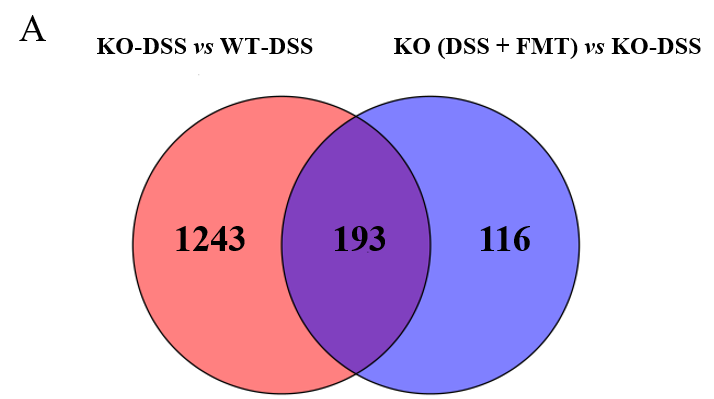 A
KO-DSS vs WT-DSS
KO (DSS + FMT) vs KO-DSS
1243
193
116